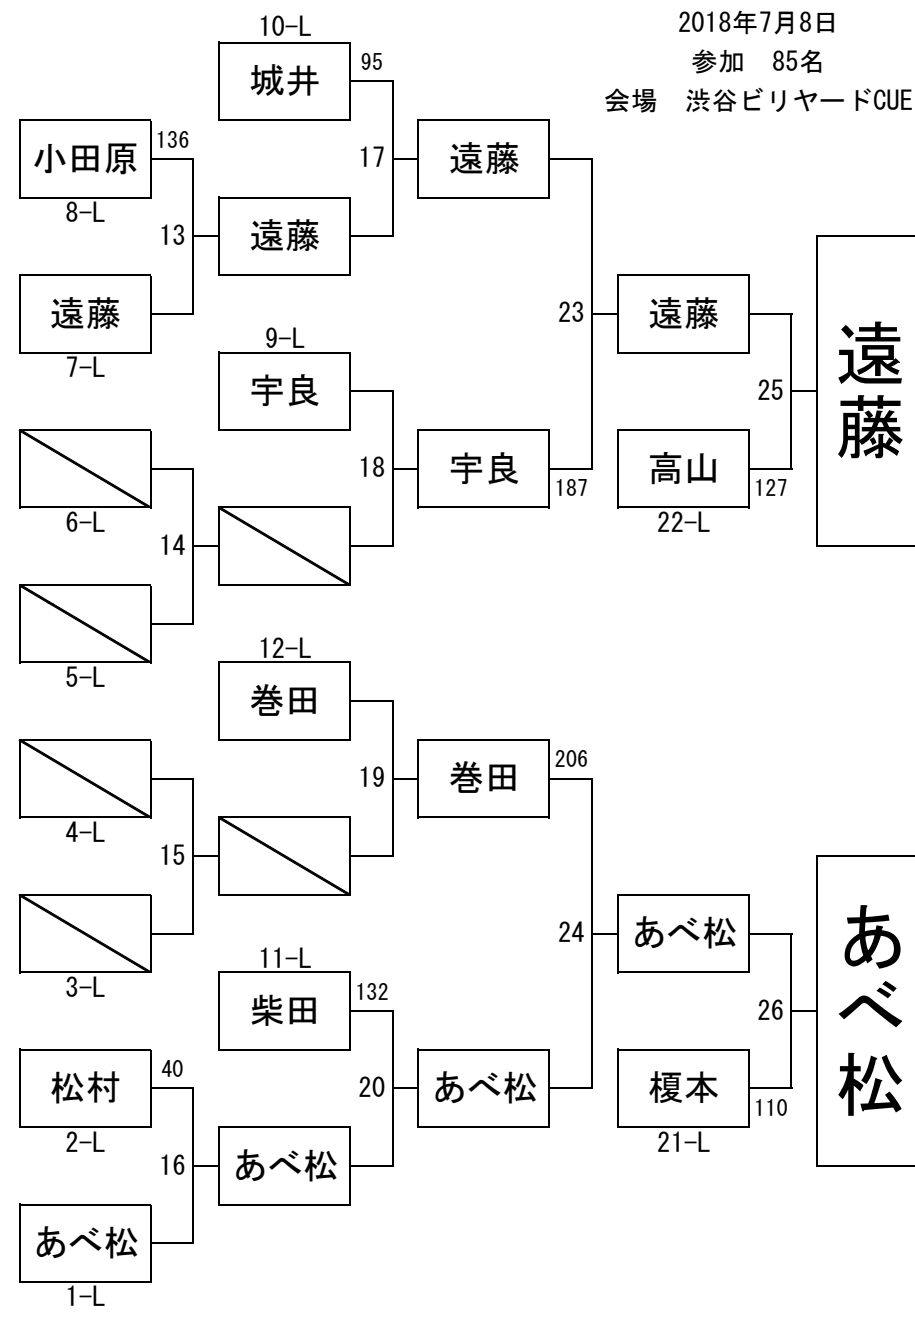 2018年7月8日
参加　85名
会場　渋谷ビリヤードCUE
10-L
城井
95
小田原
136
8-L
17
遠藤
13
遠藤
遠藤
7-L
23
遠藤
遠藤
9-L
宇良
25
18
宇良
187
高山
127
22-L
6-L
14
5-L
12-L
巻田
19
巻田
206
4-L
15
3-L
24
あべ松
あべ松
11-L
柴田
132
26
松村
40
2-L
20
あべ松
榎本
110
21-L
16
あべ松
あべ松
1-L